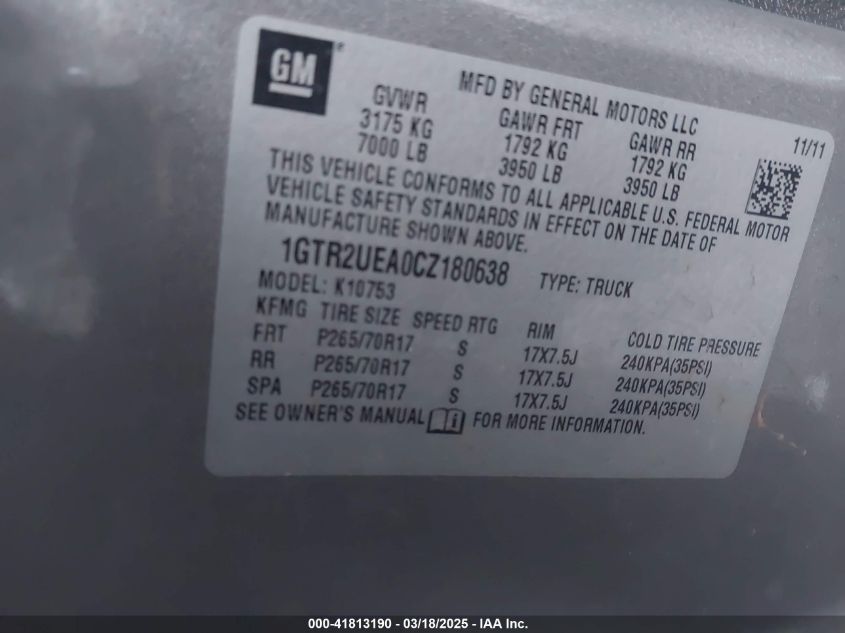 GM®
MFD BY GENERAL MOTORS LLC
11/11
GVWR GAWR FRT GAWR RR
3175 KG 1792 KG 1792 KG
7000 LB 3950 LB 3950 LB
THIS VEHICLE CONFORMS TO ALL APPLICABLE U.S. FEDERAL MOTOR
VEHICLE SAFETY STANDARDS IN EFFECT ON THE DATE OF
MANUFACTURE SHOWN ABOVE.
1GTR2UEA0CZ180638 TYPE: TRUCK
MODEL: K10753
KFMG TIRE SIZE SPEED RTG RIM COLD TIRE PRESSURE
FRT P265/70R17 S 17X7.5J 240KPA(35PSI)
RR P265/70R17 S 17X7.5J 240KPA(35PSI)
SPA P265/70R17 S 17X7.5J 240KPA(35PSI)
SEE OWNER'S MANUAL i FOR MORE INFORMATION.
000-41813190 - 03/18/2025 - IAA Inc.